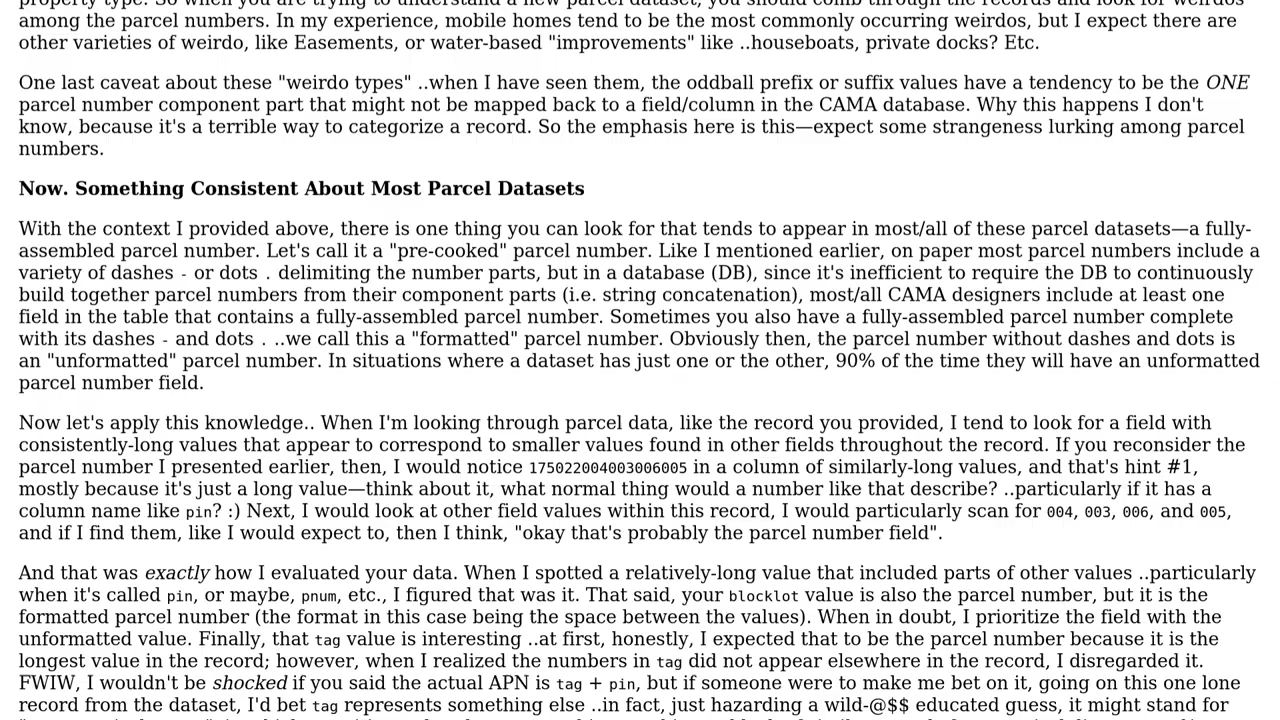 property type. So when you are trying to understand a new parcel dataset, you should comb through the records and look for weirdos
among the parcel numbers. In my experience, mobile homes tend to be the most commonly occurring weirdos, but I expect there are
other varieties of weirdo, like Easements, or water-based "improvements" like ..houseboats, private docks? Etc.
One last caveat about these "weirdo types" ..when I have seen them, the oddball prefix or suffix values have a tendency to be the ONE
parcel number component part that might not be mapped back to a field/column in the CAMA database. Why this happens I don't
know, because it's a terrible way to categorize a record. So the emphasis here is this—expect some strangeness lurking among parcel
numbers.
Now. Something Consistent About Most Parcel Datasets
With the context I provided above, there is one thing you can look for that tends to appear in most/all of these parcel datasets—a fully-
assembled parcel number. Let's call it a "pre-cooked" parcel number. Like I mentioned earlier, on paper most parcel numbers include a
variety of dashes - or dots . delimiting the number parts, but in a database (DB), since it's inefficient to require the DB to continuously
build together parcel numbers from their component parts (i.e. string concatenation), most/all CAMA designers include at least one
field in the table that contains a fully-assembled parcel number. Sometimes you also have a fully-assembled parcel number complete
with its dashes - and dots . ..we call this a "formatted" parcel number. Obviously then, the parcel number without dashes and dots is
an "unformatted" parcel number. In situations where a dataset has just one or the other, 90% of the time they will have an unformatted
parcel number field.
Now let's apply this knowledge.. When I'm looking through parcel data, like the record you provided, I tend to look for a field with
consistently-long values that appear to correspond to smaller values found in other fields throughout the record. If you reconsider the
parcel number I presented earlier, then, I would notice 175022004003006005 in a column of similarly-long values, and that's hint #1,
mostly because it's just a long value—think about it, what normal thing would a number like that describe? ..particularly if it has a
column name like pin? :) Next, I would look at other field values within this record, I would particularly scan for 004, 003, 006, and 005,
and if I find them, like I would expect to, then I think, "okay that's probably the parcel number field".
And that was exactly how I evaluated your data. When I spotted a relatively-long value that included parts of other values ..particularly
when it's called pin, or maybe, pnum, etc., I figured that was it. That said, your blocklot value is also the parcel number, but it is the
formatted parcel number (the format in this case being the space between the values). When in doubt, I prioritize the field with the
unformatted value. Finally, that tag value is interesting ..at first, honestly, I expected that to be the parcel number because it is the
longest value in the record; however, when I realized the numbers in tag did not appear elsewhere in the record, I disregarded it.
FWIW, I wouldn't be shocked if you said the actual APN is tag + pin, but if someone were to make me bet on it, going on this one lone
record from the dataset, I'd bet tag represents something else ..in fact, just hazarding a wild-@$$ educated guess, it might stand for